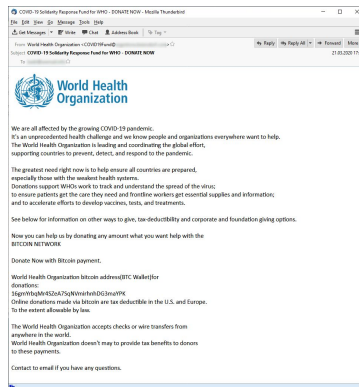 COVID-19 Solidarity Response Fund for WHO - DONATE NOW - Mozilla Thunderbird
File Edit View Go Message Tools Help
Get Messages Write Chat Address Book Tag
From World Health Organization <COVID19Fund@
Reply Reply All Forward More
Subject COVID-19 Solidarity Response Fund for WHO - DONATE NOW
21.03.2020
To
World Health
Organization
We are all affected by the growing COVID-19 pandemic.
It's an unprecedented health challenge and we know people and organizations everywhere want to help.
The World Health Organization is leading and coordinating the global effort,
supporting countries to prevent, detect, and respond to the pandemic.
The greatest need right now is to help ensure all countries are prepared,
especially those with the weakest health systems.
Donations support WHOs work to track and understand the spread of the virus;
to ensure patients get the care they need and frontline workers get essential supplies and information;
and to accelerate efforts to develop vaccines, tests, and treatments.
See below for information on other ways to give, tax-deductibility and corporate and foundation giving options.
Now you can help us by donating any amount what you want help with the
BITCOIN NETWORK
Donate Now with Bitcoin payment.
World Health Organization bitcoin address(BTC Wallet)for
donations:
Online donations made via bitcoin are tax deductible in the U.S. and Europe.
To the extent allowable by law.
The World Health Organization accepts checks or wire transfers from
anywhere in the world.
World Health Organization doesn't may to provide tax benefits to donors
to these payments.
Contact to email if you have any questions.